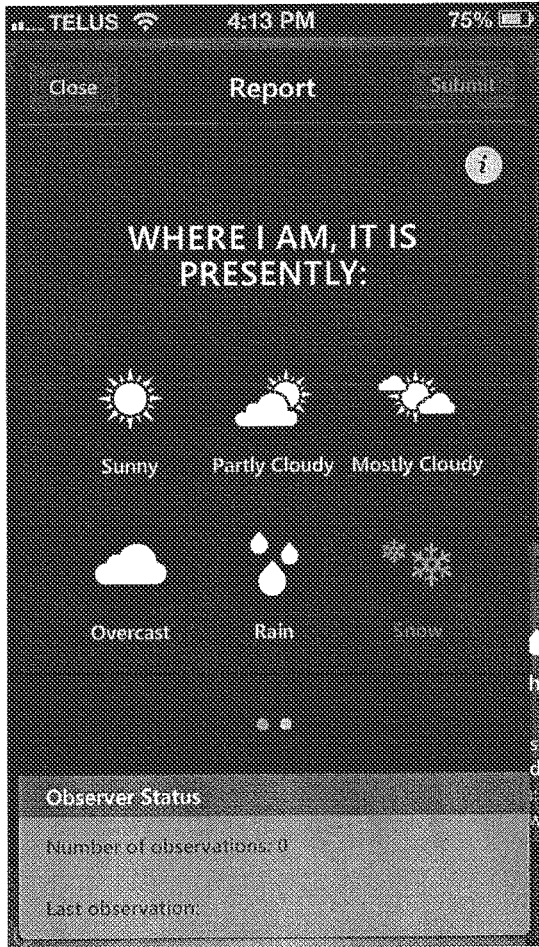 TELUS 4:13 PM 75%
Close Report Submit
i
WHERE I AM, IT IS
PRESENTLY:
Sunny Partly Cloudy Mostly Cloudy
Overcast Rain Snow
Observer Status
Number of observations: 0
Last observation: